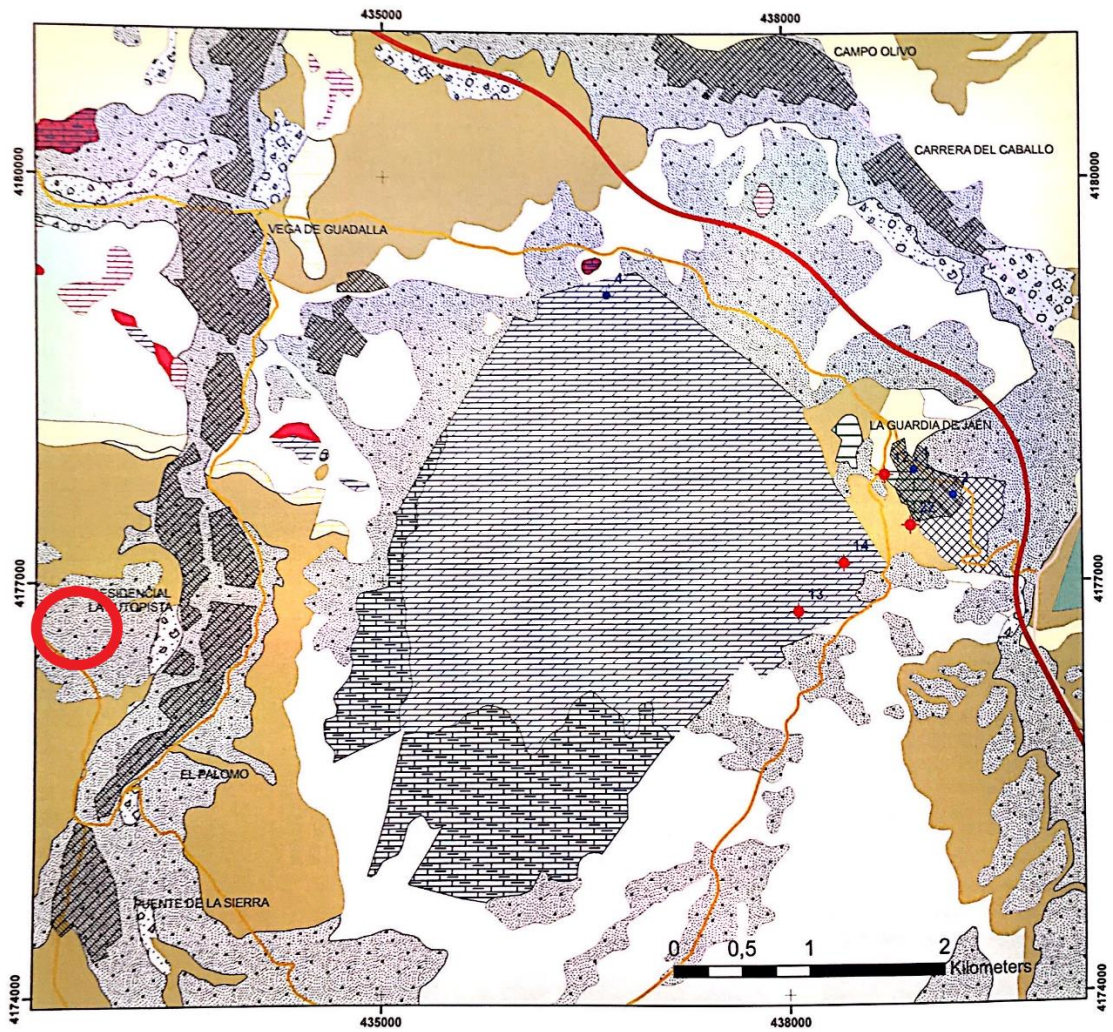 435000
438000
CAMPO OLIVO
CARRERA DEL CABALLO
4180000
4180000
VEGA DE GUADALLA
4
LA GUARDIA DE JAÉN
14
13
4177000
4177000
LA AUTOPISTA
EL PALOMO
PUENTE DE LA SIERRA
0 0,5 1 2
Kilometers
4174000
4174000
435000
438000